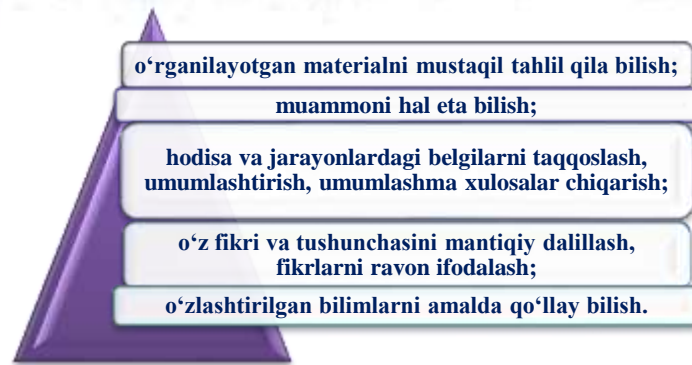 o‘rganilayotgan materialni mustaqil tahlil qila bilish;
muammoni hal eta bilish;
hodisa va jarayonlardagi belgilarni taqqoslash,
umumlashtirish, umumlashma xulosalar chiqarish;
o‘z fikri va tushunchasini mantiqiy dalillash,
fikrlarni ravon ifodalash;
o‘zlashtirilgan bilimlarni amalda qo‘llay bilish.